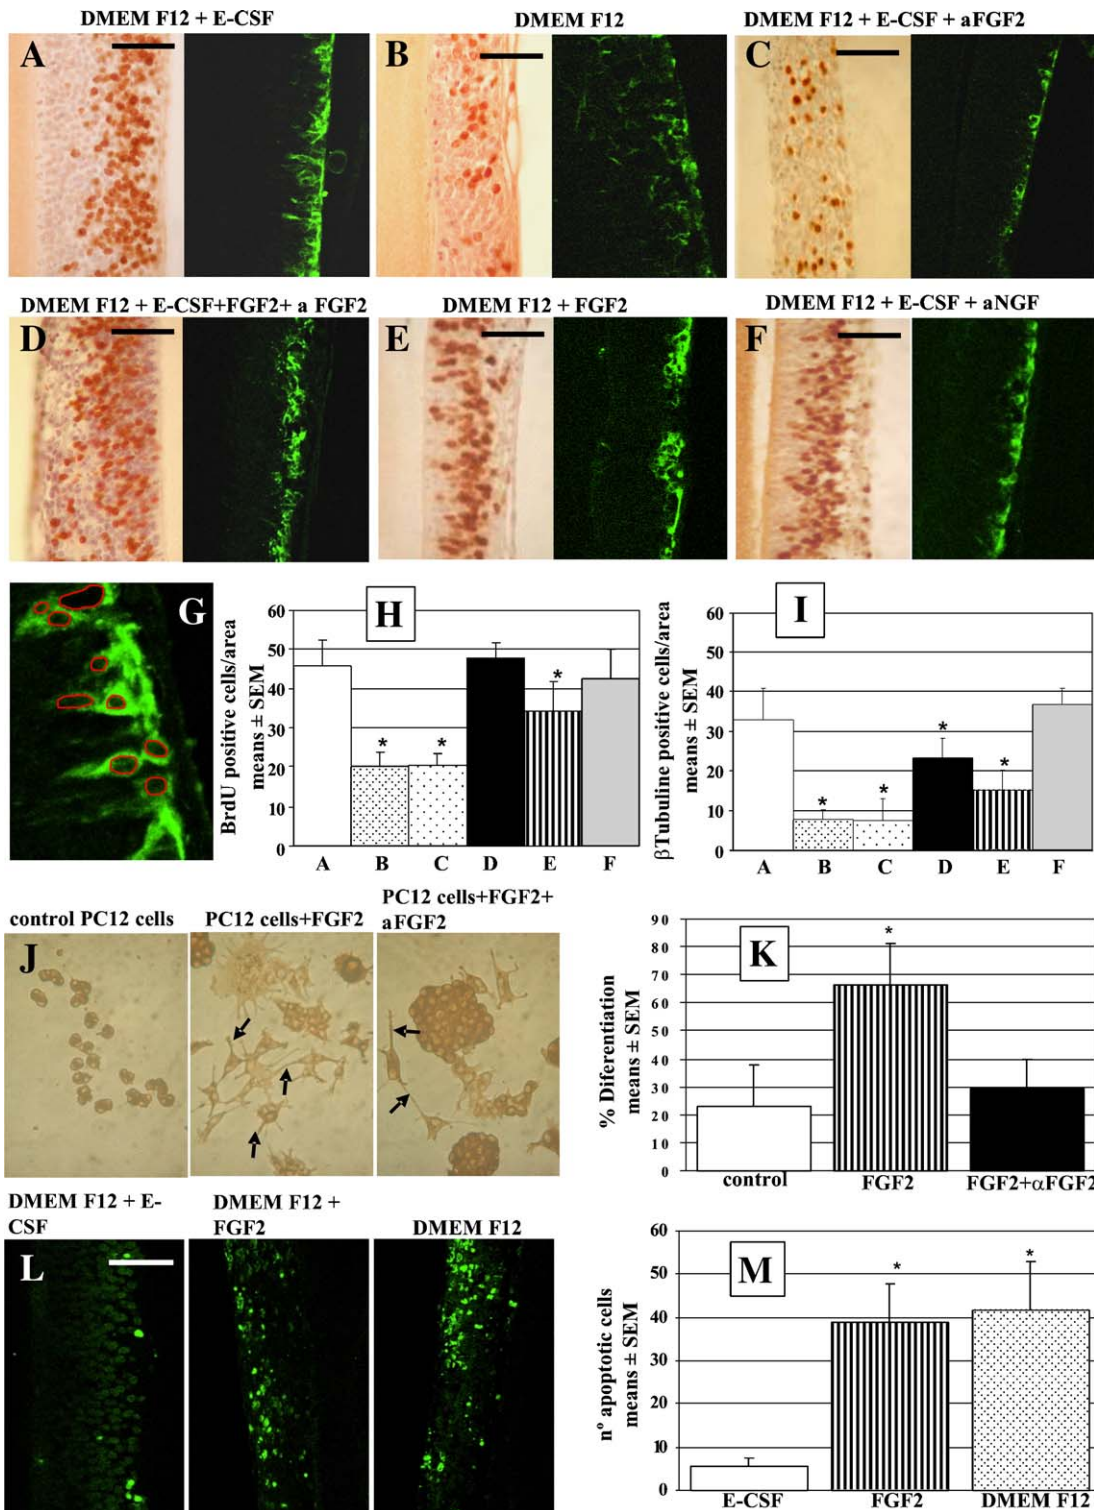 DMEM F12 + E-CSF
DMEM F12
DMEM F12 + E-CSF + aFGF2
A
B
C
DMEM F12 + E-CSF+FGF2+ a FGF2
DMEM F12 + FGF2
DMEM F12 + E-CSF + aNGF
D
E
F
G
H
BrdU positive cells/area
means ± SEM
60
50
40
30
20
10
0
*
*
*
A
B
C
D
E
F
I
βTubuline positive cells/area
means ± SEM
60
50
40
30
20
10
0
*
*
*
*
A
B
C
D
E
F
control PC12 cells
PC12 cells+FGF2
PC12 cells+FGF2+
aFGF2
J
K
% Diferentiation
means ± SEM
90
80
70
60
50
40
30
20
10
0
*
control
FGF2
FGF2+αFGF2
DMEM F12 + E-
CSF
DMEM F12 +
FGF2
DMEM F12
L
M
nº apoptotic cells
means ± SEM
60
50
40
30
20
10
0
*
*
E-CSF
FGF2
DMEM F12